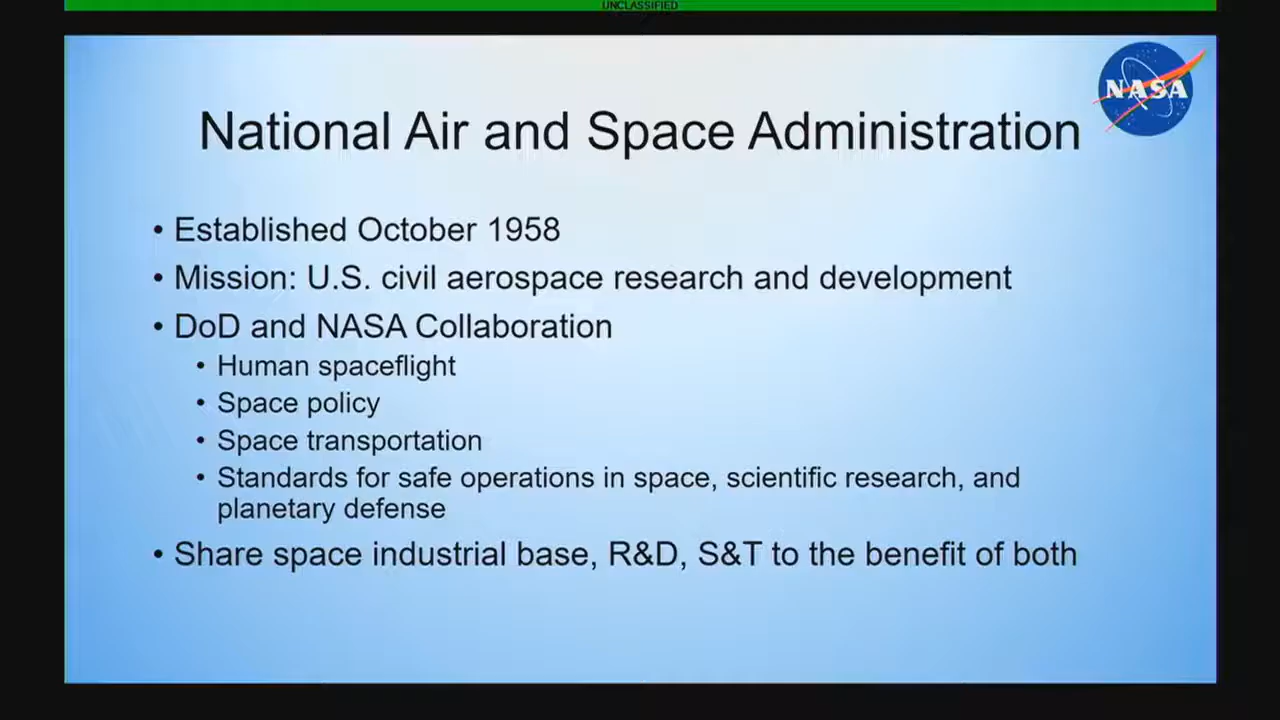 UNCLASSIFIED
NASA
National Air and Space Administration
• Established October 1958
• Mission: U.S. civil aerospace research and development
• DoD and NASA Collaboration
• Human spaceflight
• Space policy
• Space transportation
• Standards for safe operations in space, scientific research, and
planetary defense
• Share space industrial base, R&D, S&T to the benefit of both